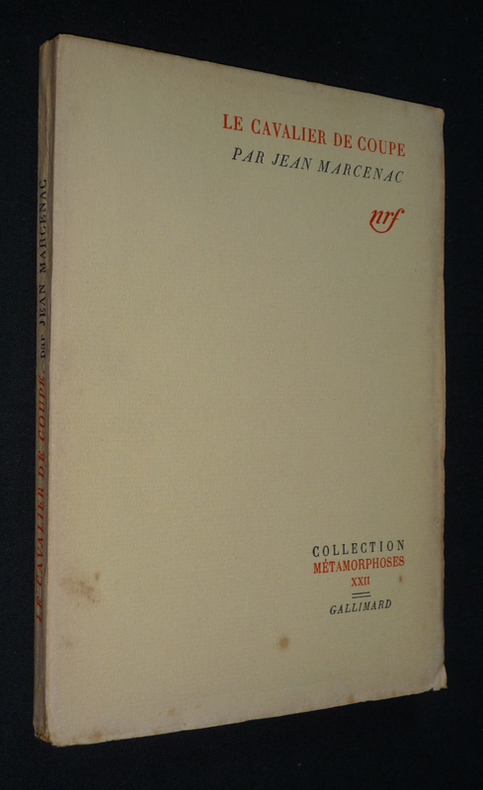 LE CAVALIER DE COUPE
PAR JEAN MARCENAC
nrf
COLLECTION
MÉTAMORPHOSES
XXII
GALLIMARD
LE CAVALIER DE COUPE. par JEAN MARCENAC